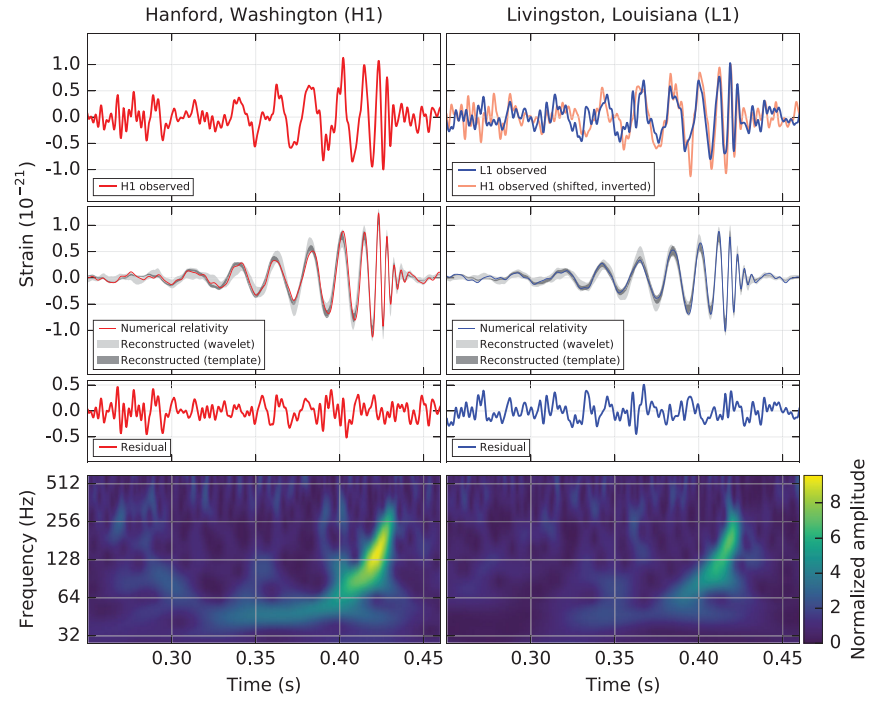 Hanford, Washington (H1)
Livingston, Louisiana (L1)
Strain (10⁻²¹)
1.0
0.5
0.0
-0.5
-1.0
H1 observed
L1 observed
H1 observed (shifted, inverted)
1.0
0.5
0.0
-0.5
-1.0
Numerical relativity
Reconstructed (wavelet)
Reconstructed (template)
Numerical relativity
Reconstructed (wavelet)
Reconstructed (template)
0.5
0.0
-0.5
Residual
Residual
Frequency (Hz)
512
256
128
64
32
0.30
0.35
0.40
0.45
Time (s)
0.30
0.35
0.40
0.45
Time (s)
8
6
4
2
0
Normalized amplitude